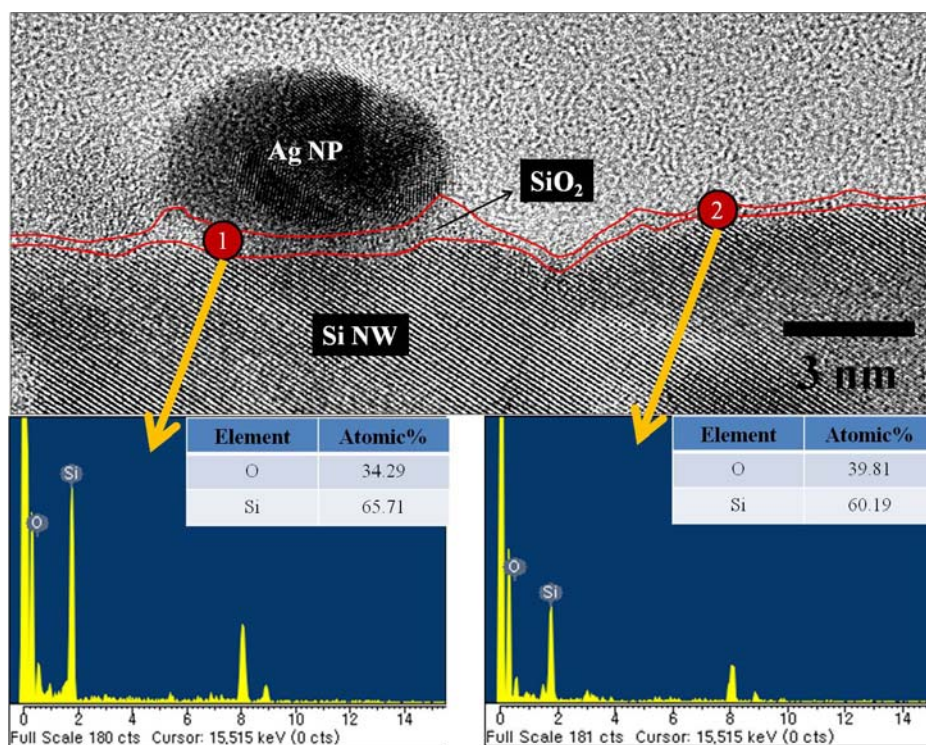 Ag NP
SiO₂
1
2
Si NW
3 nm
Element Atomic%
O 34.29
Si 65.71
Si
O
0 2 4 6 8 10 12 14
Full Scale 180 cts Cursor: 15.515 keV (0 cts)
Element Atomic%
O 39.81
Si 60.19
O
Si
0 2 4 6 8 10 12 14
Full Scale 181 cts Cursor: 15.515 keV (0 cts)